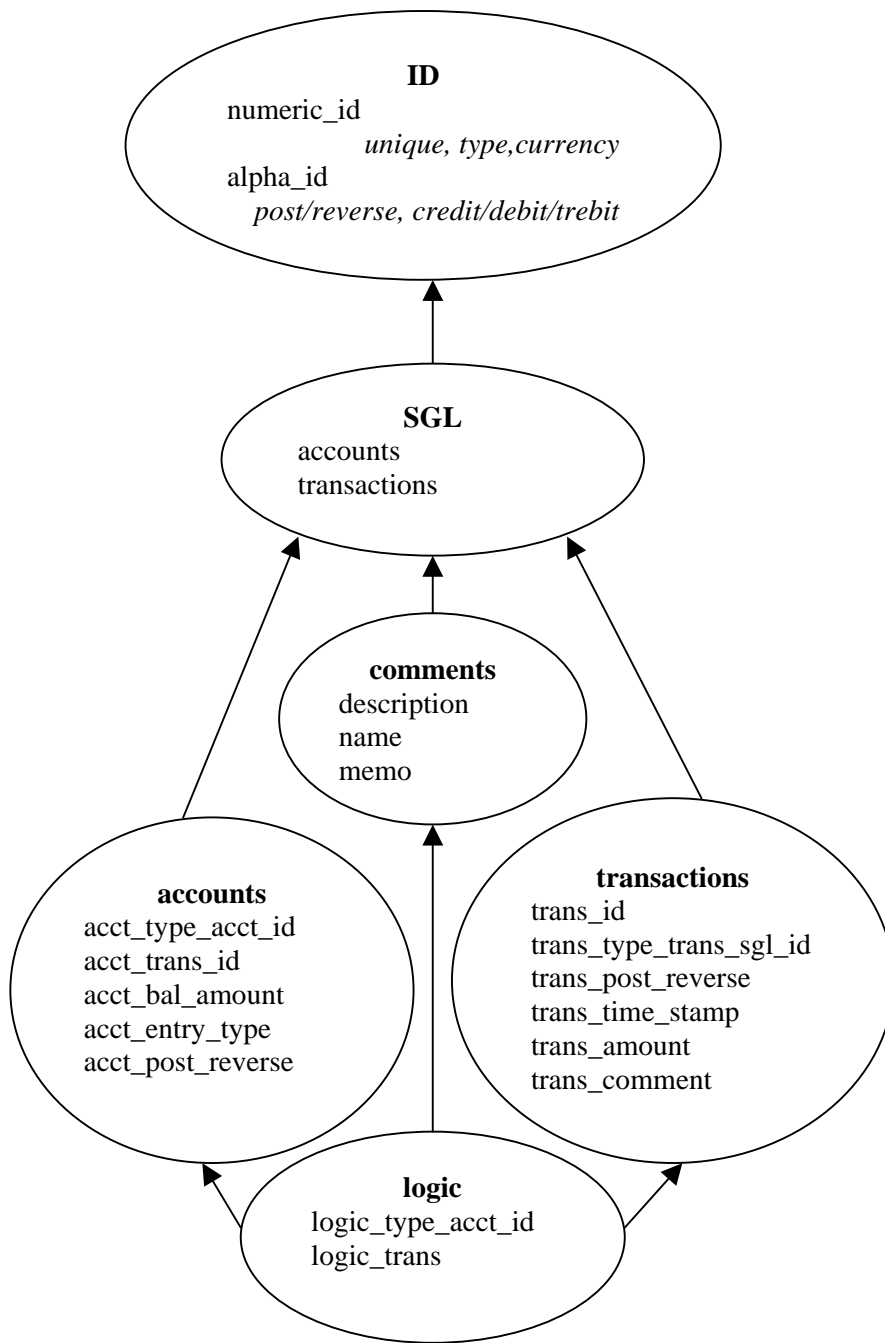 ID
numeric_id
unique, type,currency
alpha_id
post/reverse, credit/debit/trebit
SGL
accounts
transactions
comments
description
name
memo
accounts
acct_type_acct_id
acct_trans_id
acct_bal_amount
acct_entry_type
acct_post_reverse
transactions
trans_id
trans_type_trans_sgl_id
trans_post_reverse
trans_time_stamp
trans_amount
trans_comment
logic
logic_type_acct_id
logic_trans